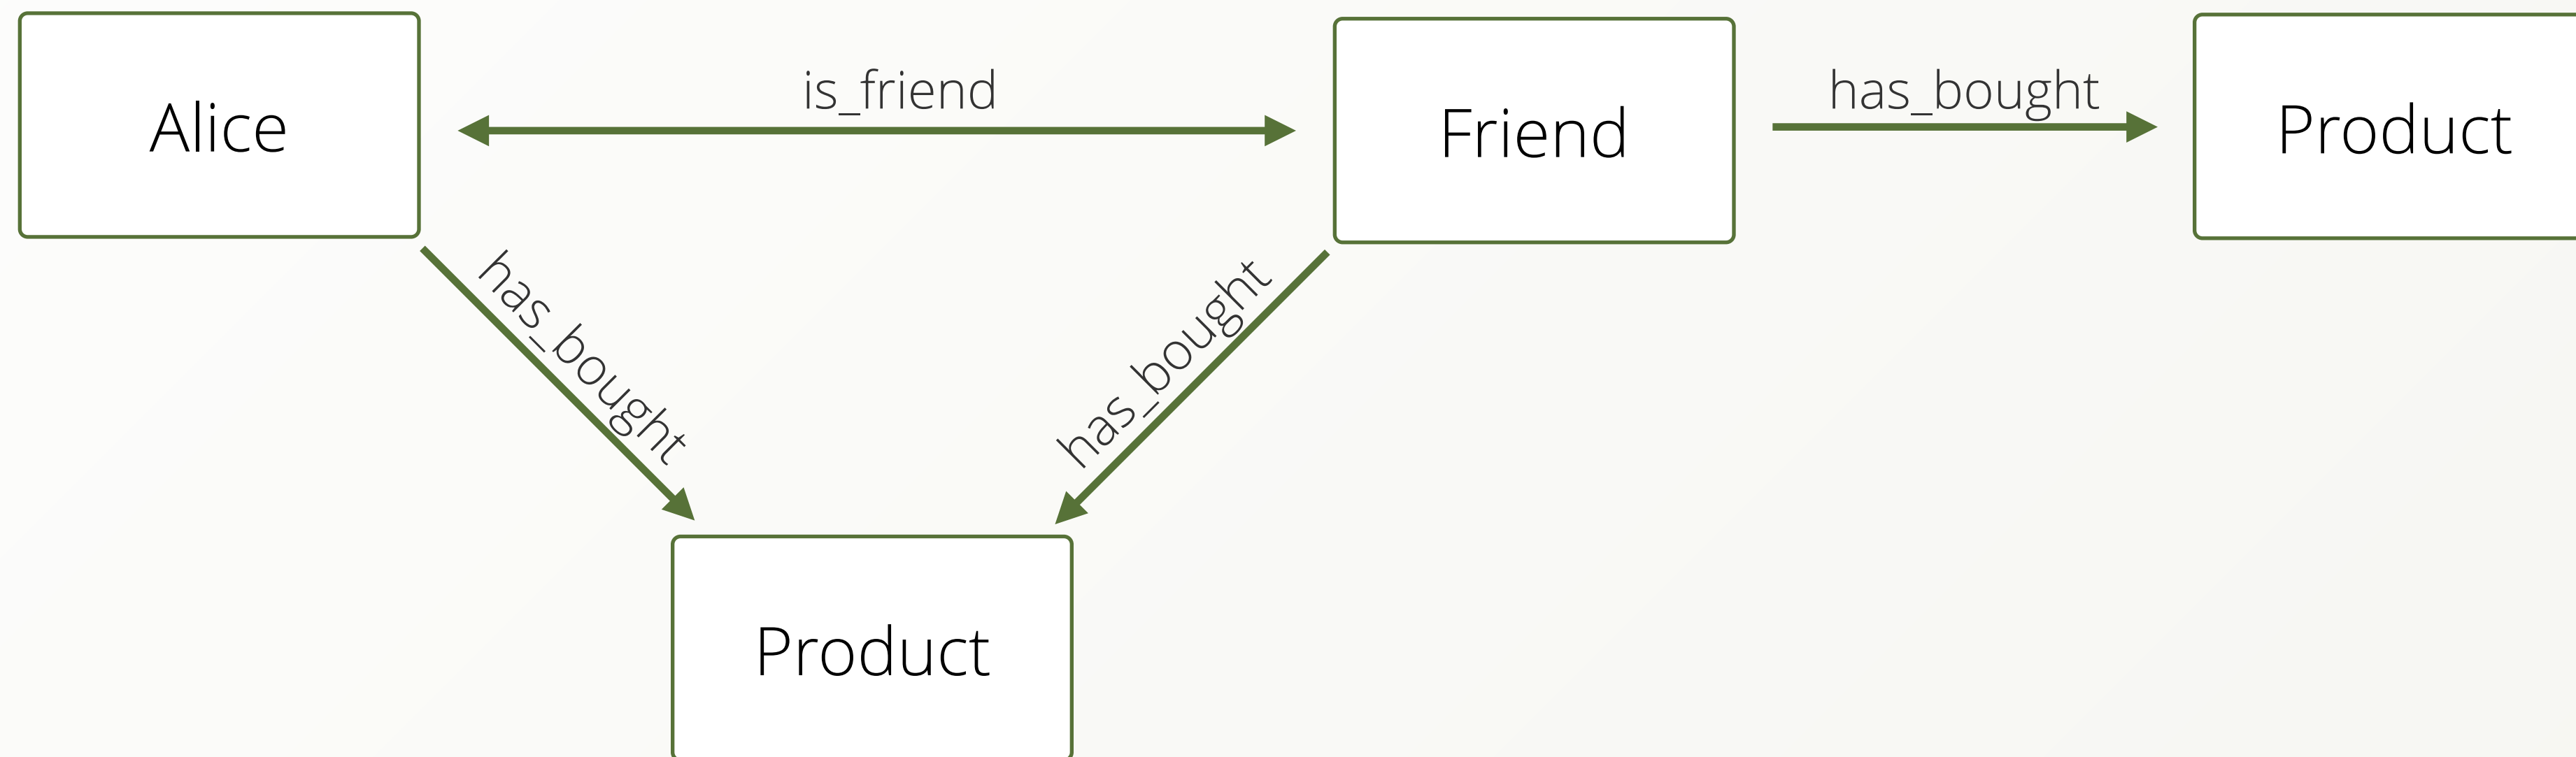 Alice
is_friend
Friend
has_bought
Product
has_bought
has_bought
Product